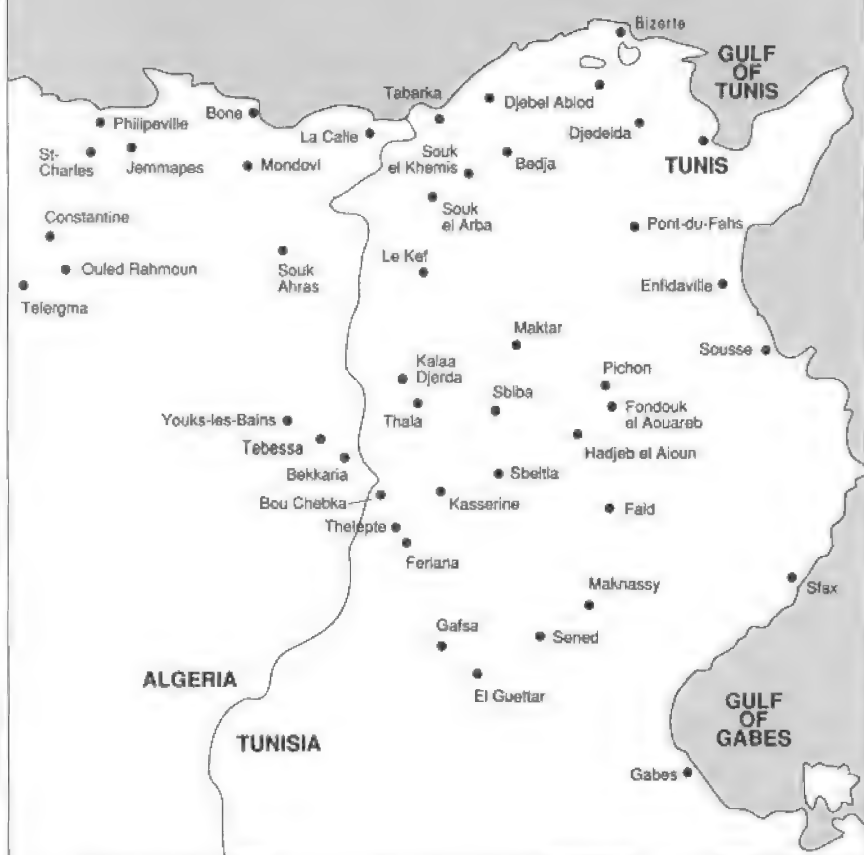 Bizerte
GULF
OF
TUNIS
Tabarka
Djebel Abiod
Bone
Philipeville
La Calle
Djedeida
St-
Charles
Jemmapes
Mondovi
Souk
el Khemis
Bedja
TUNIS
Constantine
Souk
el Arba
Pont-du-Fahs
Ouled Rahmoun
Souk
Ahras
Le Kef
Telergma
Enfidaville
Maktar
Sousse
Kalaa
Djerda
Pichon
Sbiba
Youks-les-Bains
Thala
Fondouk
el Aouareb
Tebessa
Hadjeb el Aioun
Bekkaria
Sbeitla
Bou Chebka
Kasserine
Faid
Thelepte
Feriana
Maknassy
Sfax
Gafsa
Sened
ALGERIA
El Guettar
GULF
OF
GABES
TUNISIA
Gabes